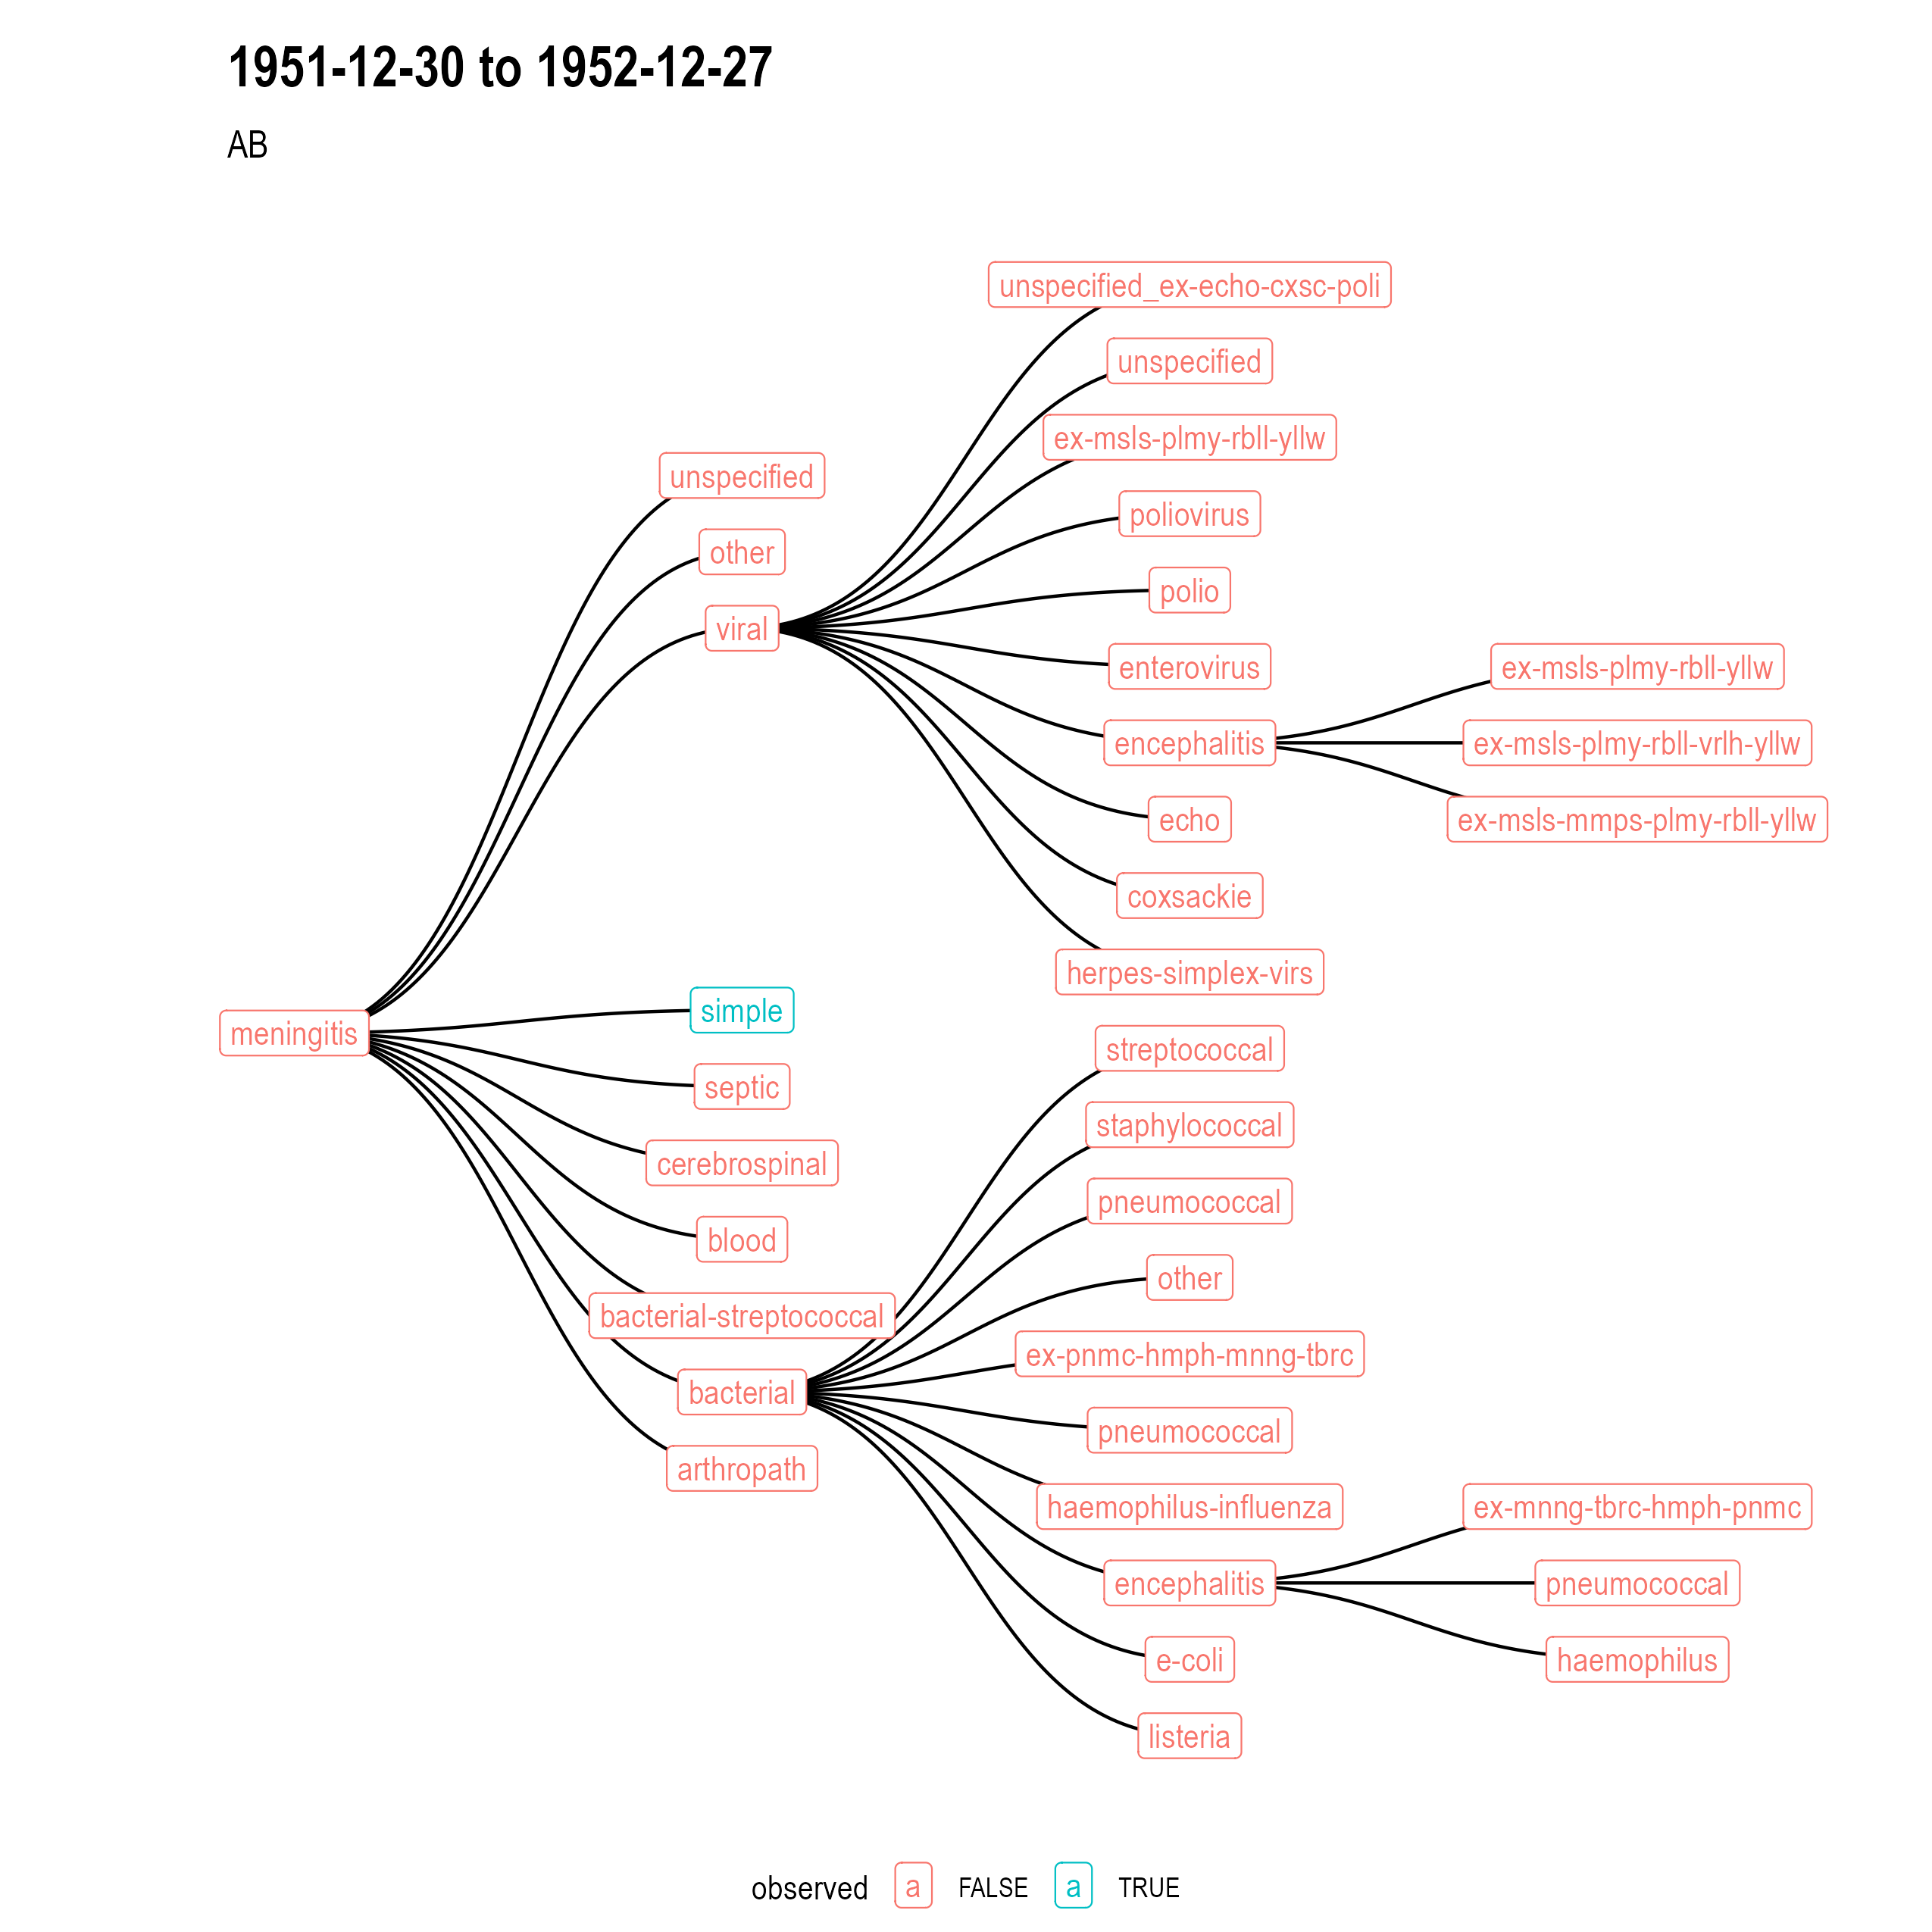 1951-12-30 to 1952-12-27
AB
unspecified_ex-echo-cxsc-poli
unspecified
ex-msls-plmy-rbll-yllw
unspecified
poliovirus
other
polio
viral
enterovirus
ex-msls-plmy-rbll-yllw
encephalitis
ex-msls-plmy-rbll-vrlh-yllw
echo
ex-msls-mmps-plmy-rbll-yllw
coxsackie
herpes-simplex-virs
simple
meningitis
streptococcal
septic
staphylococcal
cerebrospinal
pneumococcal
blood
other
bacterial-streptococcal
ex-pnmc-hmph-mnng-tbrc
bacterial
pneumococcal
arthropath
haemophilus-influenza
ex-mnng-tbrc-hmph-pnmc
encephalitis
pneumococcal
e-coli
haemophilus
listeria
observed a FALSE a TRUE